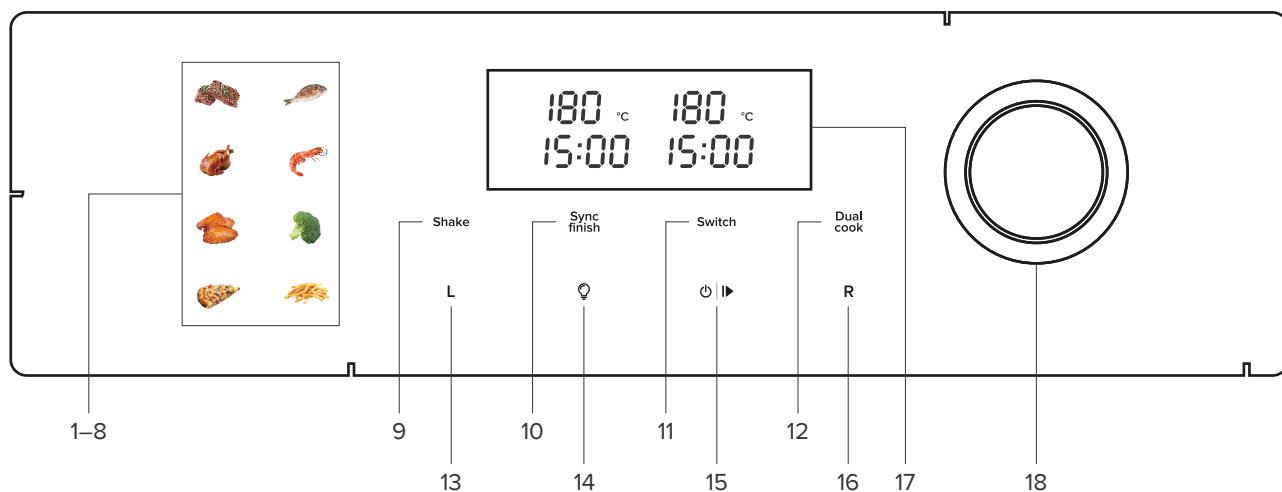 180 °C 180 °C
15:00 15:00
Shake
Sync
finish
Switch
Dual
cook
L
R
1–8
9
10
11
12
13
14
15
16
17
18